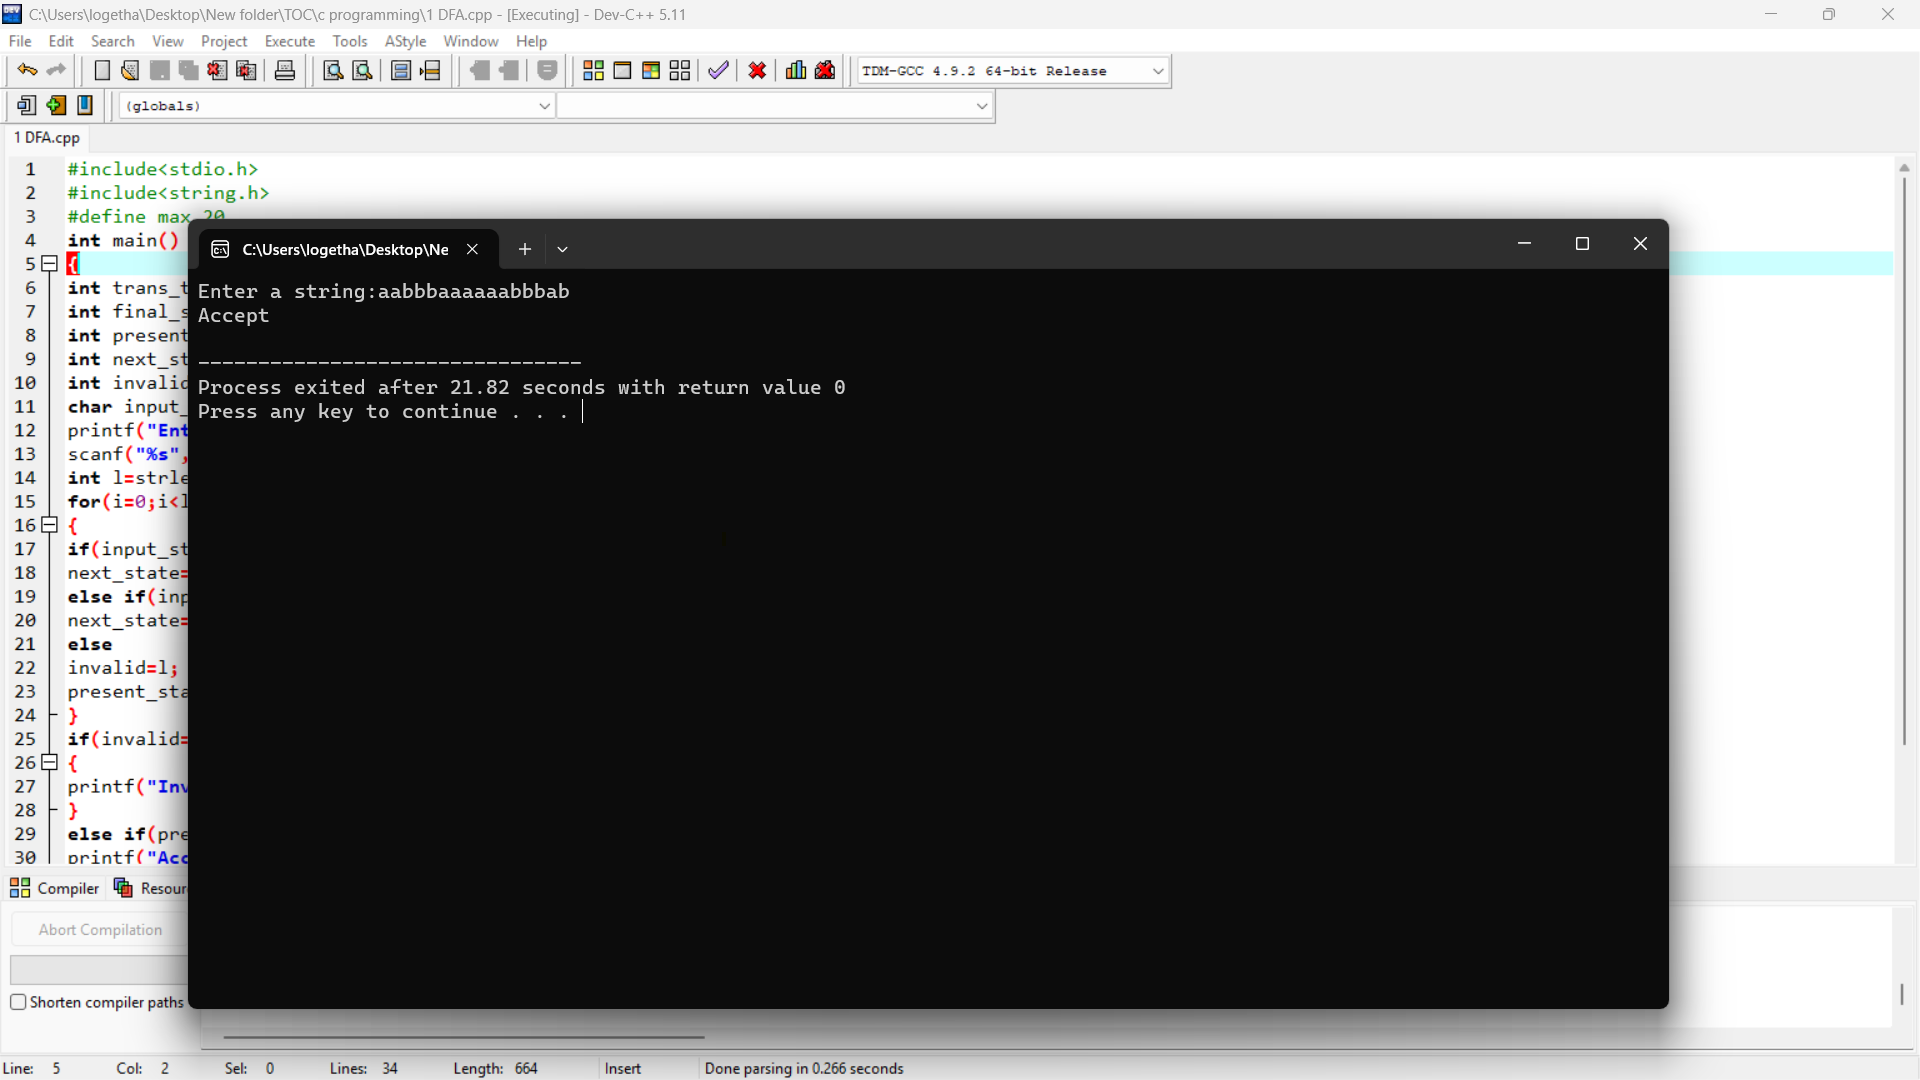 C:\Users\logetha\Desktop\New folder\TOC\c programming\1 DFA.cpp - [Executing] - Dev-C++ 5.11
File Edit Search View Project Execute Tools AStyle Window Help
TDM-GCC 4.9.2 64-bit Release
(globals)
1 DFA.cpp
1 #include<stdio.h>
2 #include<string.h>
3 #define max 20
4 int main()
5 {
6 int trans_t
7 int final_s
8 int present
9 int next_st
10 int invalid
11 char input_
12 printf("Ent
13 scanf("%s",
14 int l=strle
15 for(i=0;i<l
16 {
17 if(input_st
18 next_state=
19 else if(inp
20 next_state=
21 else
22 invalid=l;
23 present_sta
24 }
25 if(invalid=
26 {
27 printf("Inv
28 }
29 else if(pre
30 printf("Acc
C:\Users\logetha\Desktop\Ne
Enter a string:aabbbaaaaaabbbab
Accept
--------------------------------
Process exited after 21.82 seconds with return value 0
Press any key to continue . . .
Compiler Resour
Abort Compilation
Shorten compiler paths
Line: 5 Col: 2 Sel: 0 Lines: 34 Length: 664 Insert Done parsing in 0.266 seconds